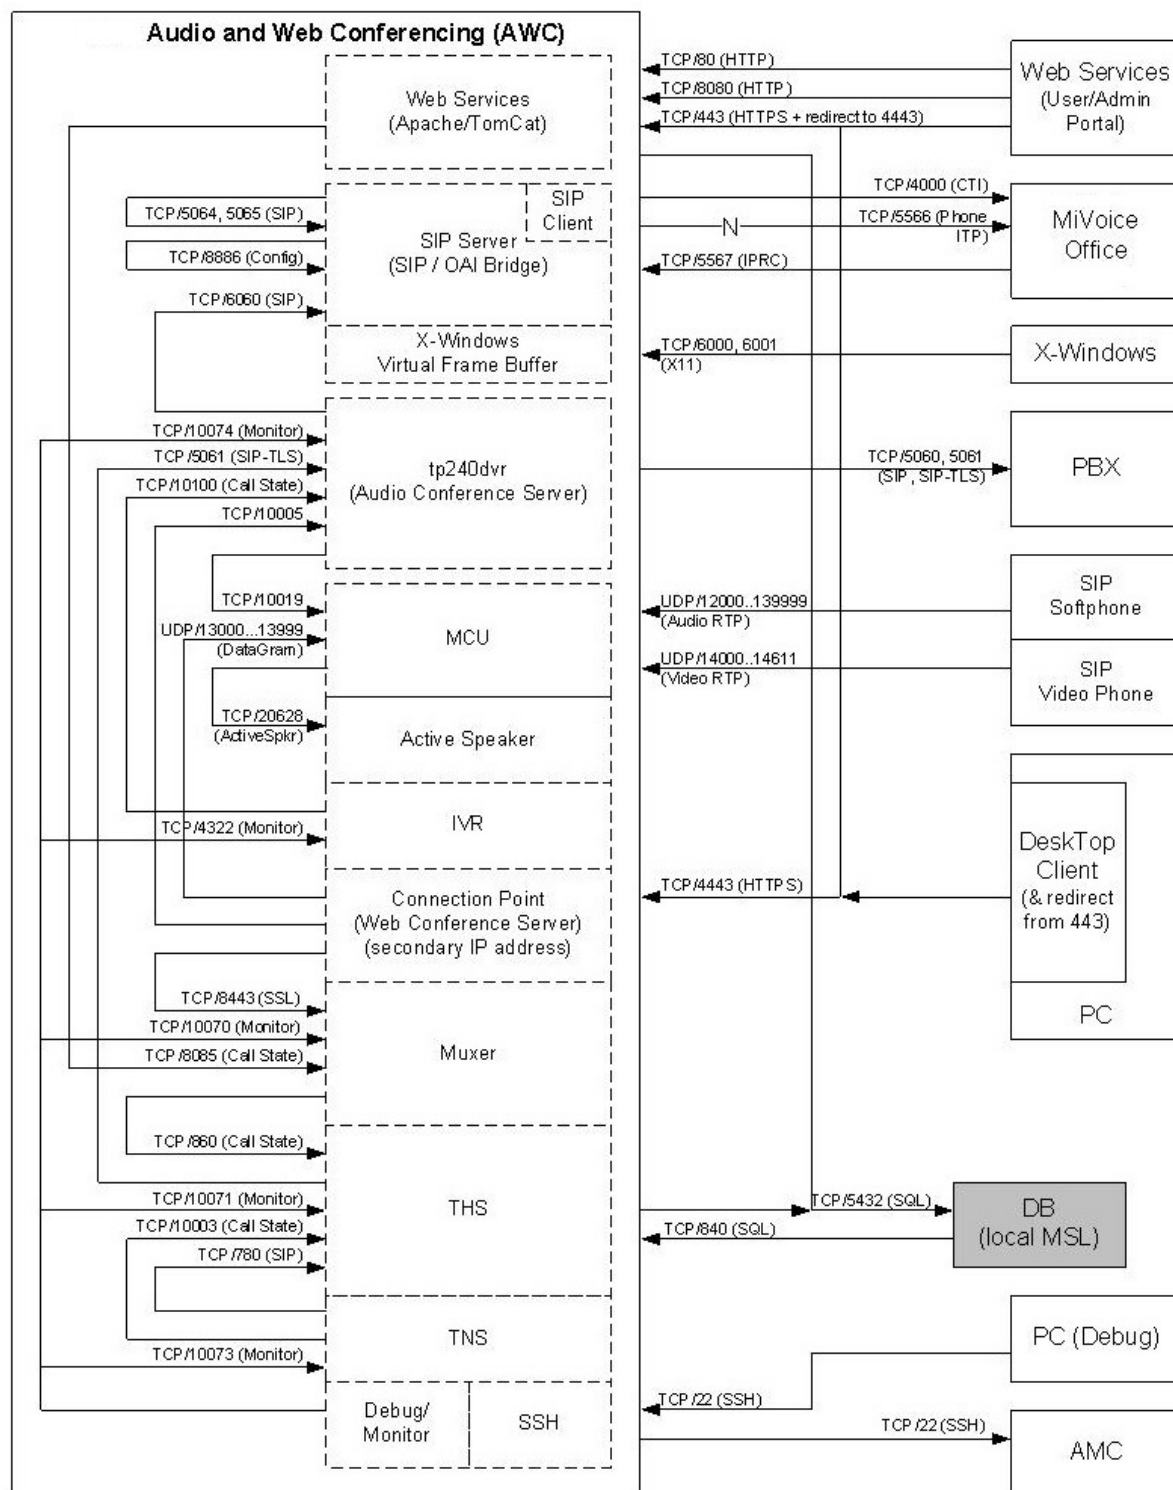 Audio and Web Conferencing (AWC)
Web Services
(Apache/TomCat)
TCP/80 (HTTP)
TCP/8080 (HTTP)
TCP/443 (HTTPS + redirect to 4443)
Web Services
(User/Admin
Portal)
TCP/5064, 5065 (SIP)
TCP/8886 (Config)
TCP/6060 (SIP)
SIP
Client
SIP Server
(SIP / OAI Bridge)
TCP/4000 (CTI)
N
TCP/5566 (Phone
ITP)
TCP/5567 (IPRC)
MiVoice
Office
X-Windows
Virtual Frame Buffer
TCP/6000, 6001
(X11)
X-Windows
TCP/10074 (Monitor)
TCP/5061 (SIP-TLS)
TCP/10100 (Call State)
TCP/10005
tp240dvr
(Audio Conference Server)
TCP/5060, 5061
(SIP, SIP-TLS)
PBX
TCP/10019
UDP/13000...13999
(DataGram)
MCU
UDP/12000..139999
(Audio RTP)
SIP
Softphone
UDP/14000..14611
(Video RTP)
SIP
Video Phone
TCP/20628
(ActiveSpkr)
Active Speaker
TCP/4322 (Monitor)
IVR
DeskTop
Client
(& redirect
from 443)
PC
Connection Point
(Web Conference Server)
(secondary IP address)
TCP/4443 (HTTPS)
TCP/8443 (SSL)
TCP/10070 (Monitor)
TCP/8085 (Call State)
Muxer
TCP/860 (Call State)
TCP/10071 (Monitor)
TCP/10003 (Call State)
TCP/780 (SIP)
THS
TCP/5432 (SQL)
TCP/840 (SQL)
DB
(local MSL)
TCP/10073 (Monitor)
TNS
PC (Debug)
Debug/
Monitor
SSH
TCP/22 (SSH)
TCP/22 (SSH)
AMC